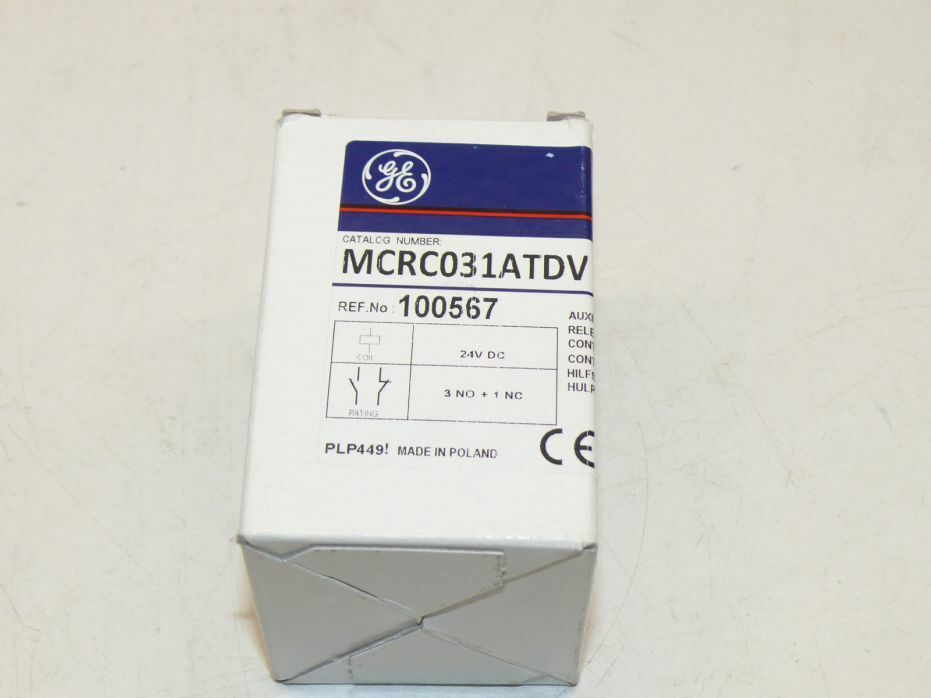 GE
CATALOG NUMBER:
MCRC031ATDV
REF.No : 100567
COIL
24V DC
RATING
3 NO + 1 NC
PLP449! MADE IN POLAND
CE